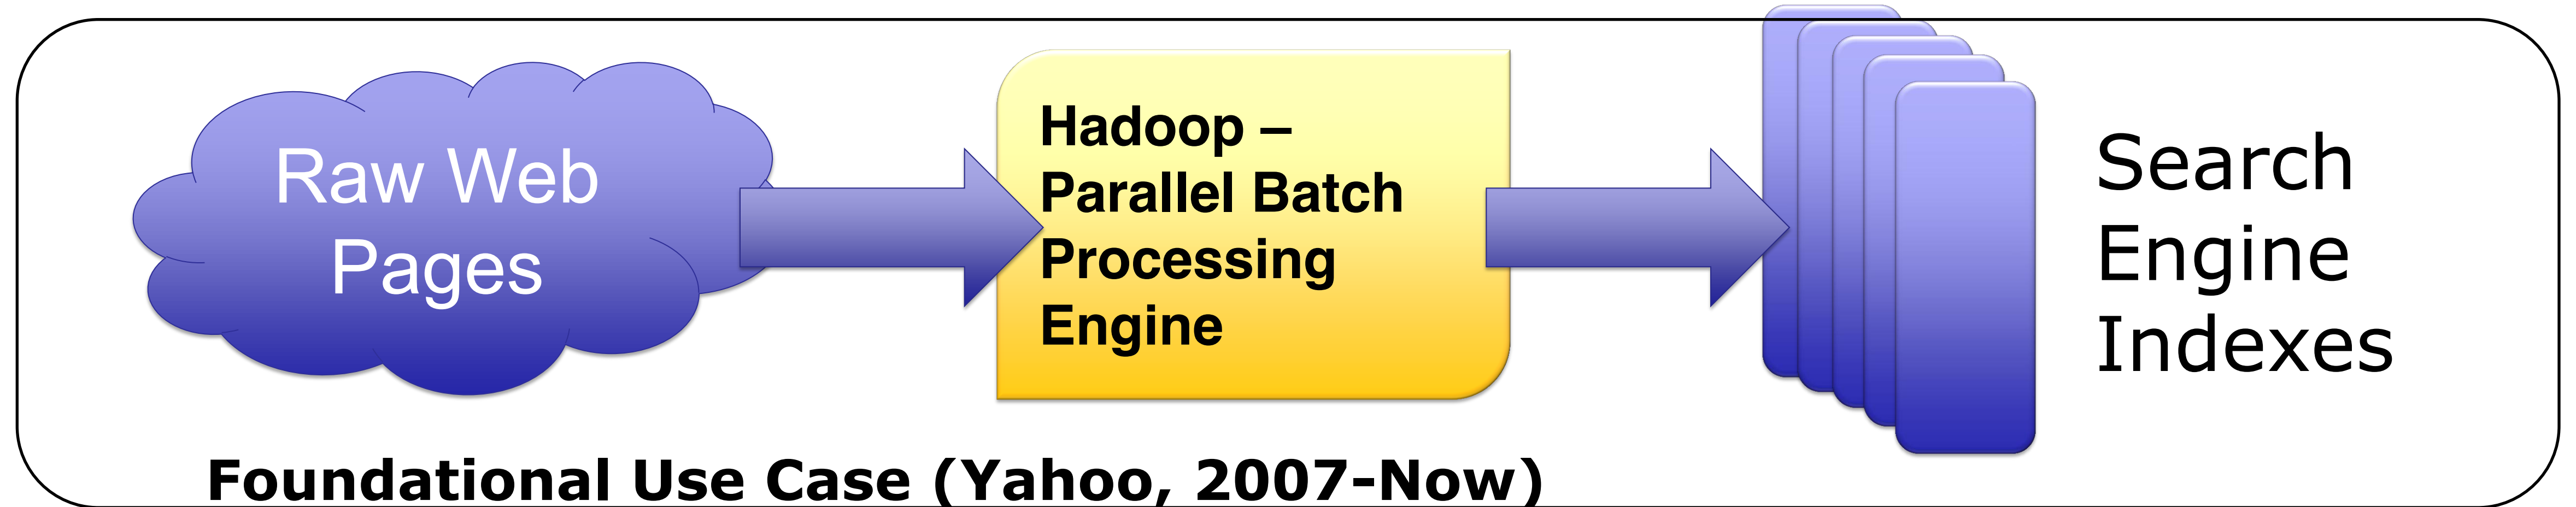 Raw Web
Pages
Hadoop –
Parallel Batch
Processing
Engine
Search
Engine
Indexes
Foundational Use Case (Yahoo, 2007-Now)